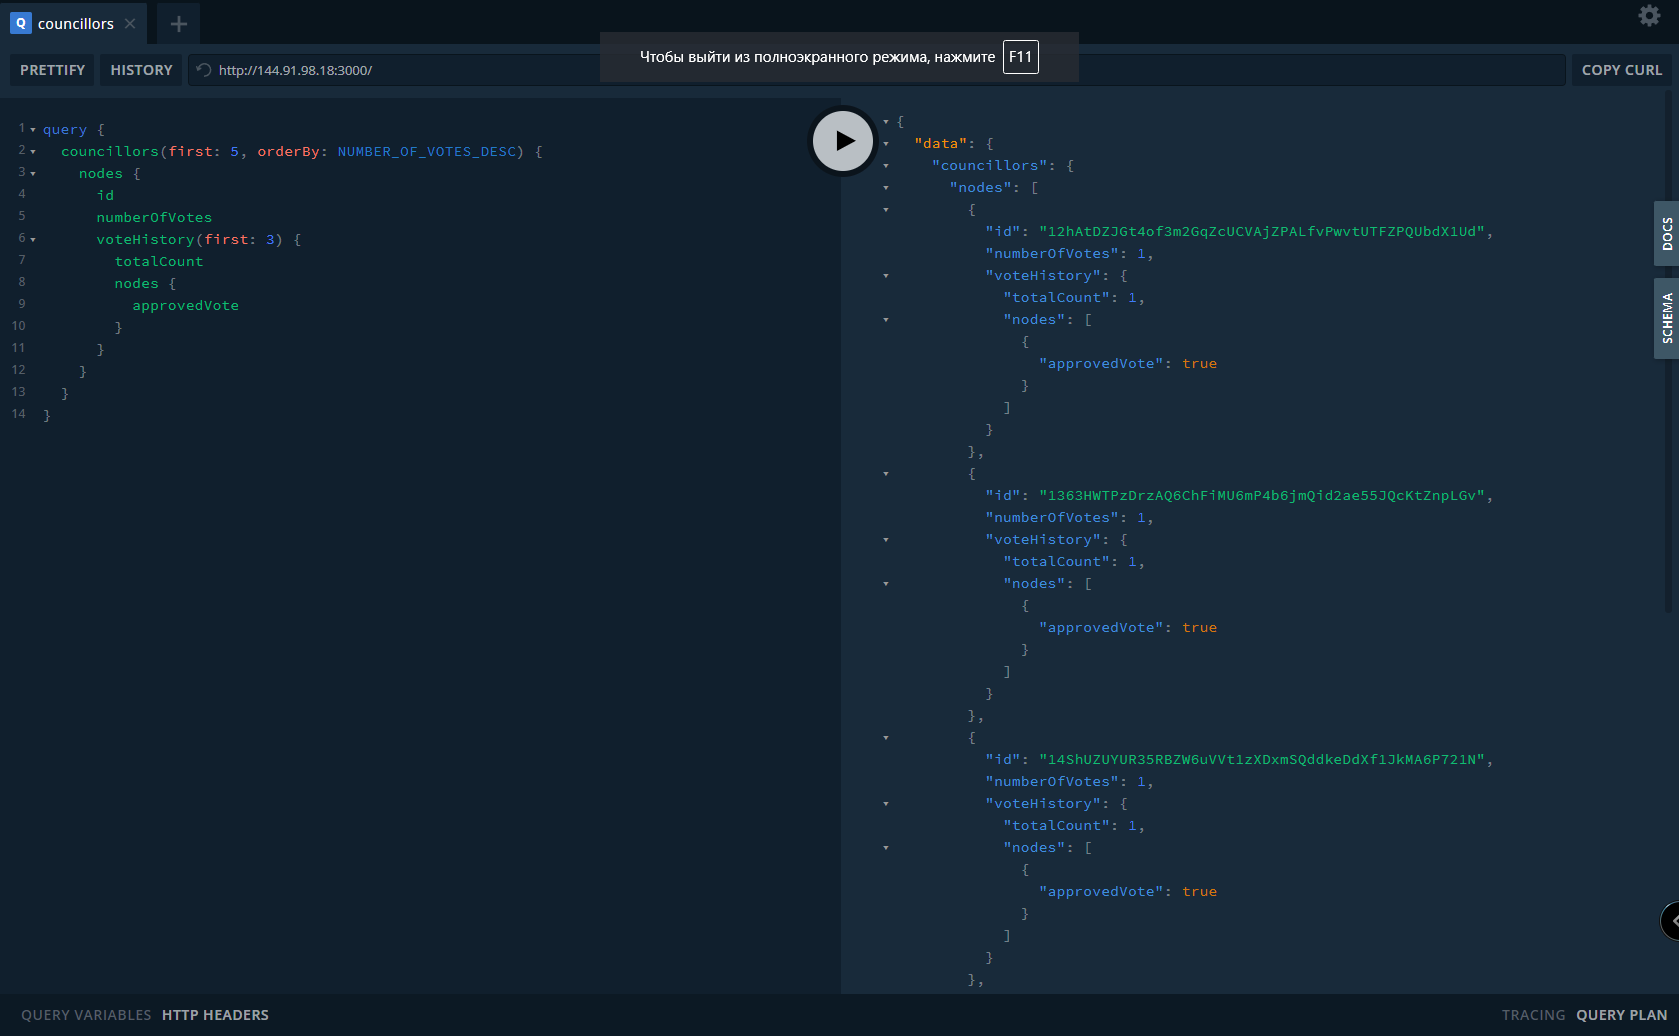 Q councillors
Чтобы выйти из полноэкранного режима, нажмите F11
PRETTIFY HISTORY http://144.91.98.18:3000/ COPY CURL
1 query {
2 councillors(first: 5, orderBy: NUMBER_OF_VOTES_DESC) {
3 nodes {
4 id
5 numberOfVotes
6 voteHistory(first: 3) {
7 totalCount
8 nodes {
9 approvedVote
10 }
11 }
12 }
13 }
14 }
{
"data": {
"councillors": {
"nodes": [
{
"id": "12hAtDZJGt4of3m2GqZcUCVAjZPALfvPwvtUTFZPQUbdX1Ud",
"numberOfVotes": 1,
"voteHistory": {
"totalCount": 1,
"nodes": [
{
"approvedVote": true
}
]
}
},
{
"id": "1363HWTPzDrzAQ6ChFiMU6mP4b6jmQid2ae55JQcKtZnpLGv",
"numberOfVotes": 1,
"voteHistory": {
"totalCount": 1,
"nodes": [
{
"approvedVote": true
}
]
}
},
{
"id": "14ShUZUYUR35RBZW6uVVt1zXDxmSQddkeDdXf1JkMA6P721N",
"numberOfVotes": 1,
"voteHistory": {
"totalCount": 1,
"nodes": [
{
"approvedVote": true
}
]
}
},
DOCS
SCHEMA
QUERY VARIABLES HTTP HEADERS
TRACING QUERY PLAN